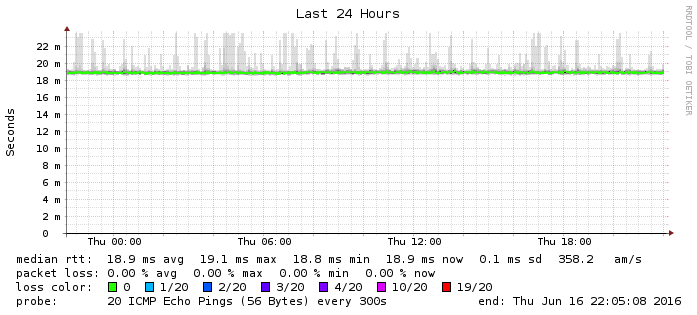 Last 24 Hours
RRDTOOL / TOBI OETIKER
Seconds
22 m
20 m
18 m
16 m
14 m
12 m
10 m
8 m
6 m
4 m
2 m
0
Thu 00:00 Thu 06:00 Thu 12:00 Thu 18:00
median rtt: 18.9 ms avg 19.1 ms max 18.8 ms min 18.9 ms now 0.1 ms sd 358.2 am/s
packet loss: 0.00 % avg 0.00 % max 0.00 % min 0.00 % now
loss color: 0 1/20 2/20 3/20 4/20 10/20 19/20
probe: 20 ICMP Echo Pings (56 Bytes) every 300s end: Thu Jun 16 22:05:08 2016